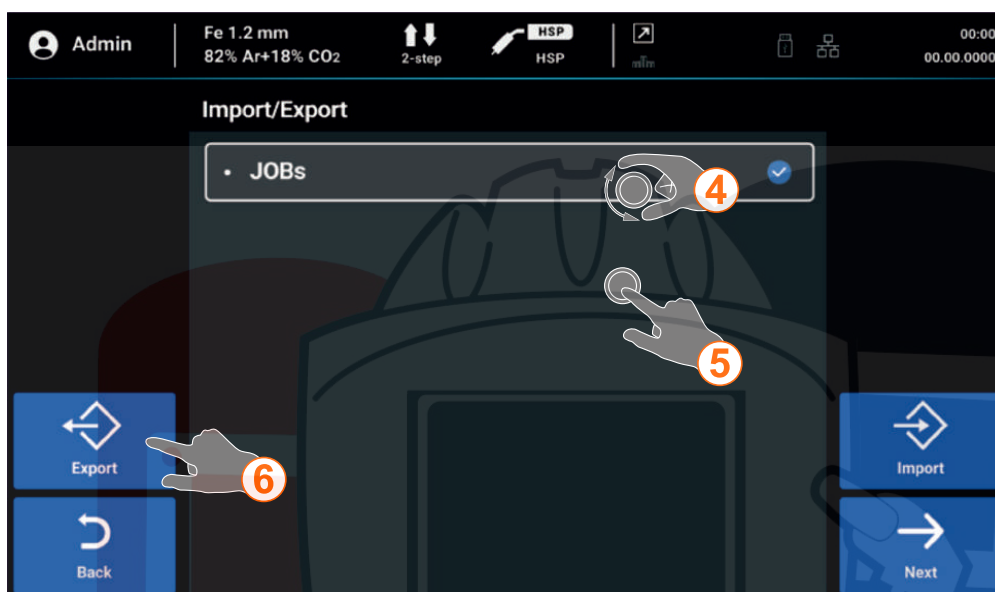 Admin
Fe 1.2 mm
82% Ar+18% CO2
2-step
HSP
HSP
00:00
00.00.0000
Import/Export
• JOBs
4
5
Export
6
Import
Back
Next